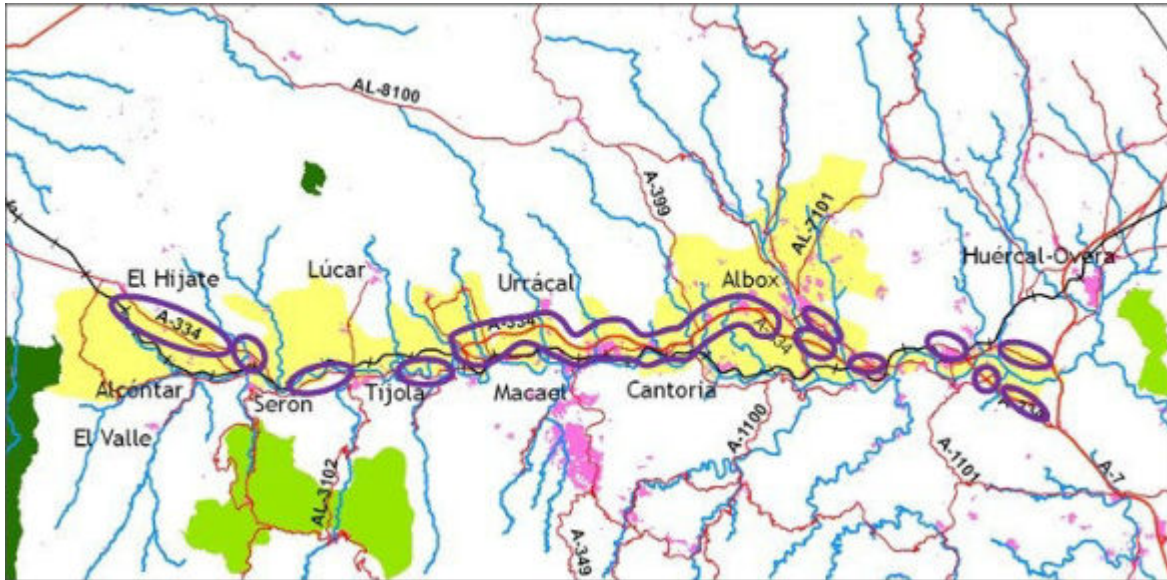 AL-8100
A-399
AL-7101
Huércal-Overa
El Hijate
Lúcar
Urrácal
Albox
A-334
A-334
A-334
Alcóntar
Serón
Tíjola
Macael
Cantoria
El Valle
AL-3102
A-1100
A-1101
A-7
A-349